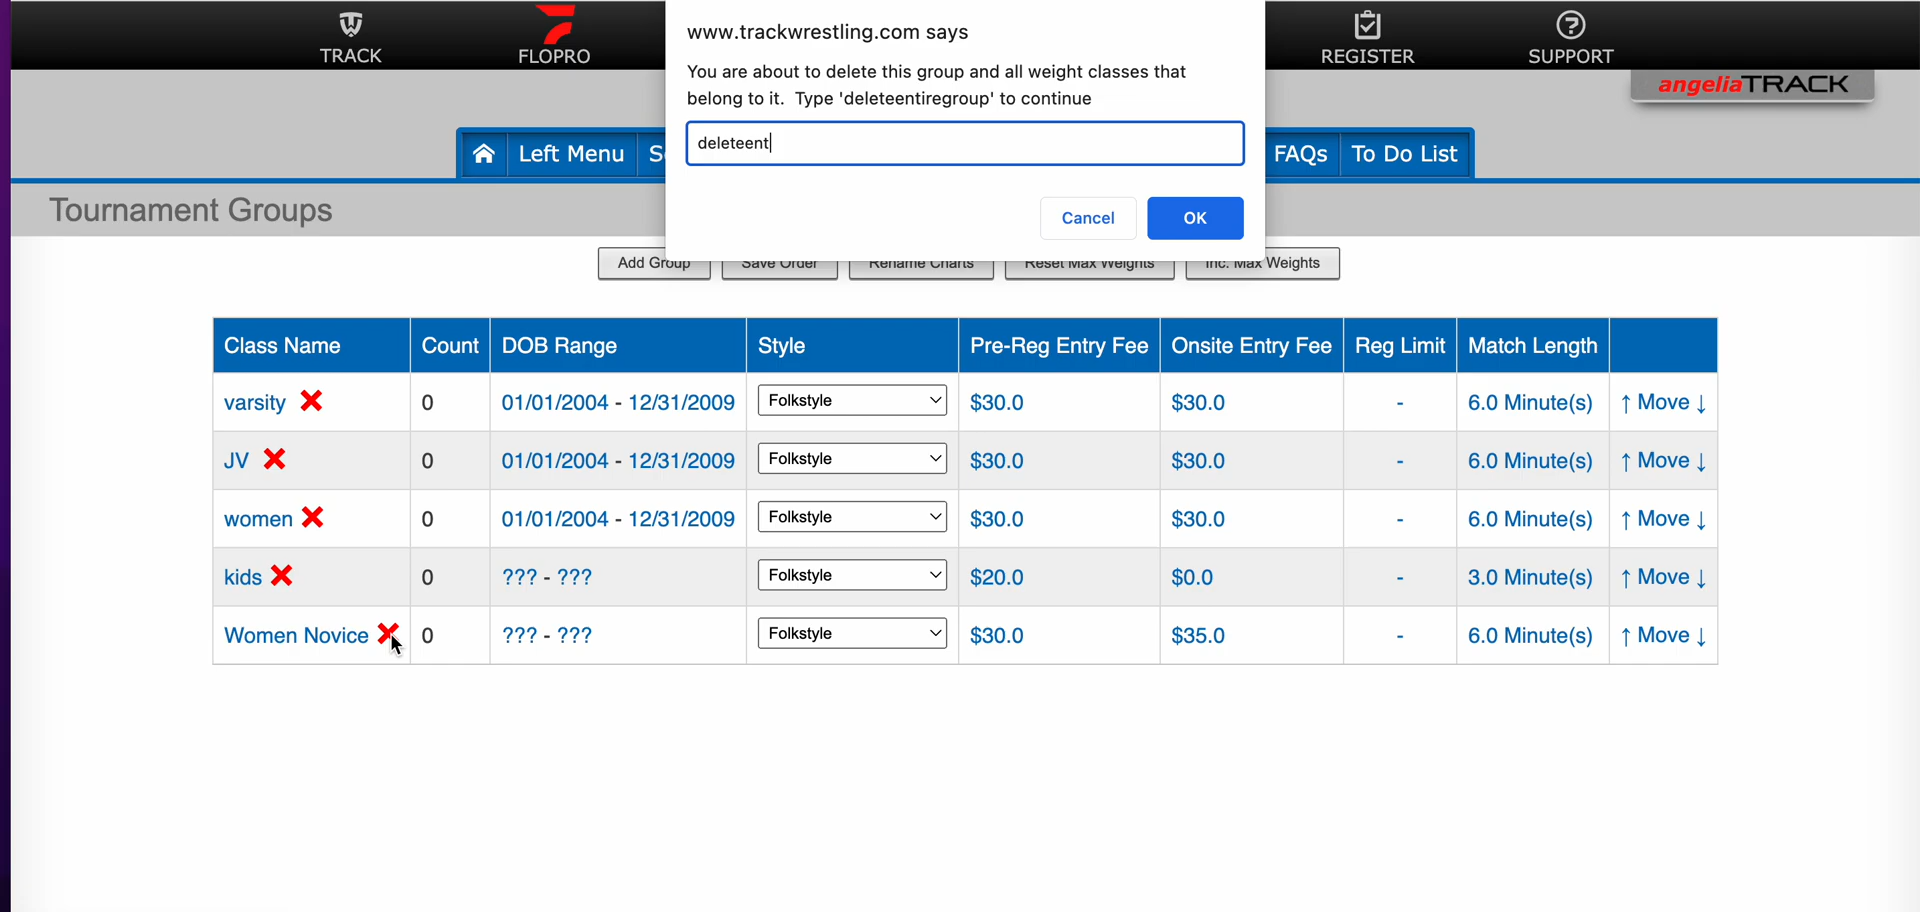 TRACK
FLOPRO
REGISTER
SUPPORT
angeliaTRACK
www.trackwrestling.com says
You are about to delete this group and all weight classes that
belong to it. Type 'deleteentiregroup' to continue
deleteent
Cancel OK
Left Menu S FAQs To Do List
Tournament Groups
Add Group Save Order Rename Charts Reset Max Weights Inc. Max Weights
Class Name Count DOB Range Style Pre-Reg Entry Fee Onsite Entry Fee Reg Limit Match Length
varsity 0 01/01/2004 - 12/31/2009 Folkstyle $30.0 $30.0 - 6.0 Minute(s) ↑ Move ↓
JV 0 01/01/2004 - 12/31/2009 Folkstyle $30.0 $30.0 - 6.0 Minute(s) ↑ Move ↓
women 0 01/01/2004 - 12/31/2009 Folkstyle $30.0 $30.0 - 6.0 Minute(s) ↑ Move ↓
kids 0 ??? - ??? Folkstyle $20.0 $0.0 - 3.0 Minute(s) ↑ Move ↓
Women Novice 0 ??? - ??? Folkstyle $30.0 $35.0 - 6.0 Minute(s) ↑ Move ↓